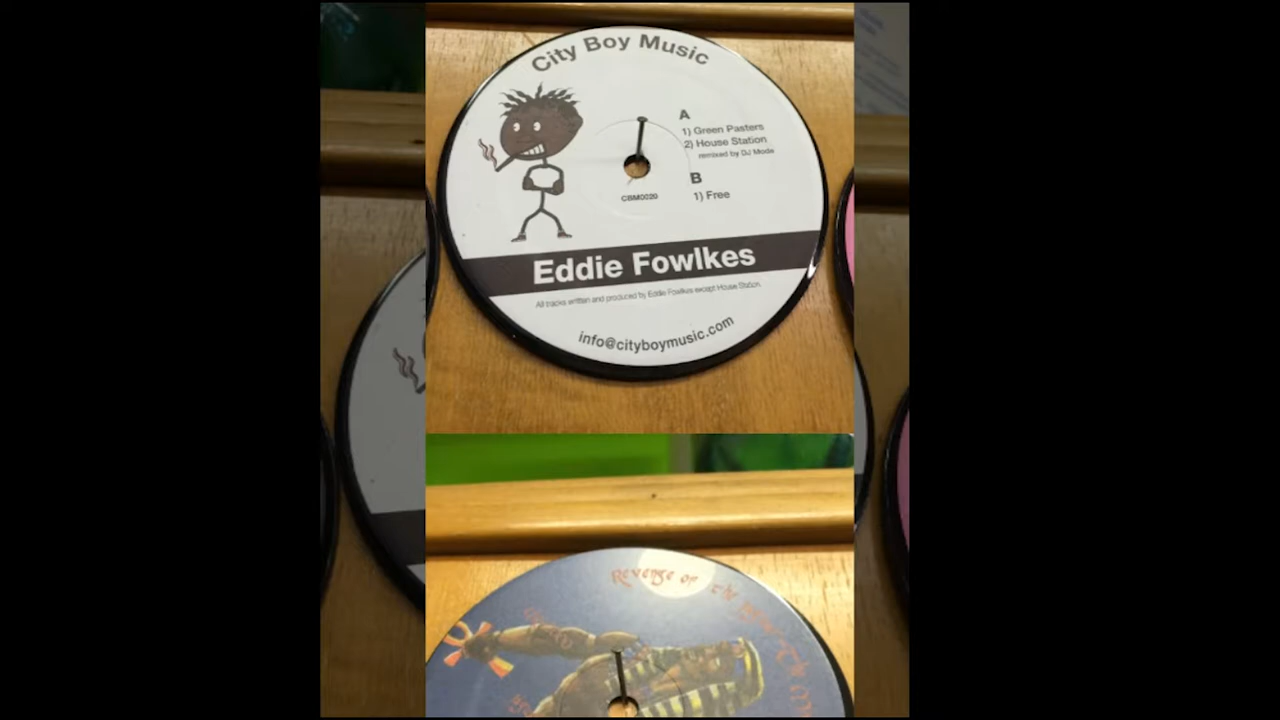 City Boy Music
A
1) Green Pasters
2) House Station
remixed by DJ Moda
B
1) Free
CBM0020
Eddie Fowlkes
All tracks written and produced by Eddie Fowlkes except House Station.
info@cityboymusic.com
Revenge of